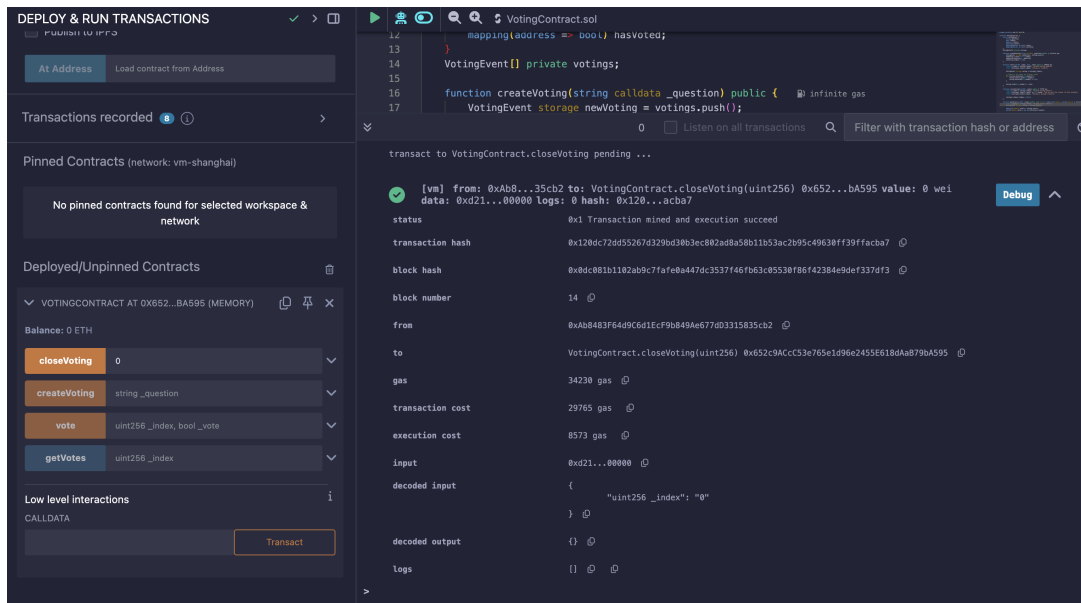 DEPLOY & RUN TRANSACTIONS
Publish to IPFS
At Address
Load contract from Address
Transactions recorded 8 i
Pinned Contracts (network: vm-shanghai)
No pinned contracts found for selected workspace &
network
Deployed/Unpinned Contracts
VOTINGCONTRACT AT 0X652...BA595 (MEMORY)
Balance: 0 ETH
closeVoting 0
createVoting string _question
vote uint256 _index, bool _vote
getVotes uint256 _index
Low level interactions i
CALLDATA
Transact
VotingContract.sol
12 mapping(address => bool) hasVoted;
13 }
14 VotingEvent[] private votings;
15
16 function createVoting(string calldata _question) public { infinite gas
17 VotingEvent storage newVoting = votings.push();
0 Listen on all transactions Filter with transaction hash or address
transact to VotingContract.closeVoting pending ...
[vm] from: 0xAb8...35cb2 to: VotingContract.closeVoting(uint256) 0x652...bA595 value: 0 wei
data: 0xd21...00000 logs: 0 hash: 0x120...acba7
Debug
status 0x1 Transaction mined and execution succeed
transaction hash 0x120dc72dd55267d329bd30b3ec802ad8a58b11b53ac2b95c49630ff39ffacba7
block hash 0x0dc081b1102ab9c7fafe0a447dc3537f46fb63c05530f86f42384e9def337df3
block number 14
from 0xAb8483F64d9C6d1EcF9b849Ae677dD3315835cb2
to VotingContract.closeVoting(uint256) 0x652c9ACcC53e765e1d96e2455E618dAaB79bA595
gas 34230 gas
transaction cost 29765 gas
execution cost 8573 gas
input 0xd21...00000
decoded input {
"uint256 _index": "0"
}
decoded output {}
logs []
>